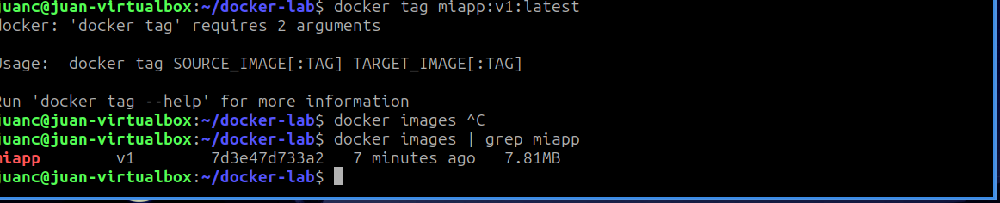 juanc@juan-virtualbox:~/docker-lab$ docker tag miapp:v1:latest
docker: 'docker tag' requires 2 arguments
Usage:  docker tag SOURCE_IMAGE[:TAG] TARGET_IMAGE[:TAG]
Run 'docker tag --help' for more information
juanc@juan-virtualbox:~/docker-lab$ docker images ^C
juanc@juan-virtualbox:~/docker-lab$ docker images | grep miapp
miapp        v1        7d3e47d733a2   7 minutes ago   7.81MB
juanc@juan-virtualbox:~/docker-lab$